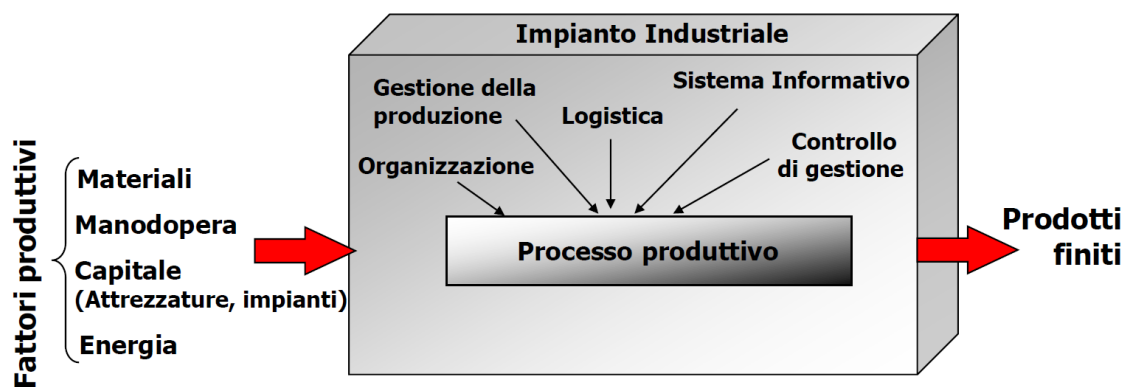 Impianto Industriale
Gestione della
produzione
Logistica
Sistema Informativo
Organizzazione
Controllo
di gestione
Processo produttivo
Fattori produttivi
Materiali
Manodopera
Capitale
(Attrezzature, impianti)
Energia
Prodotti
finiti